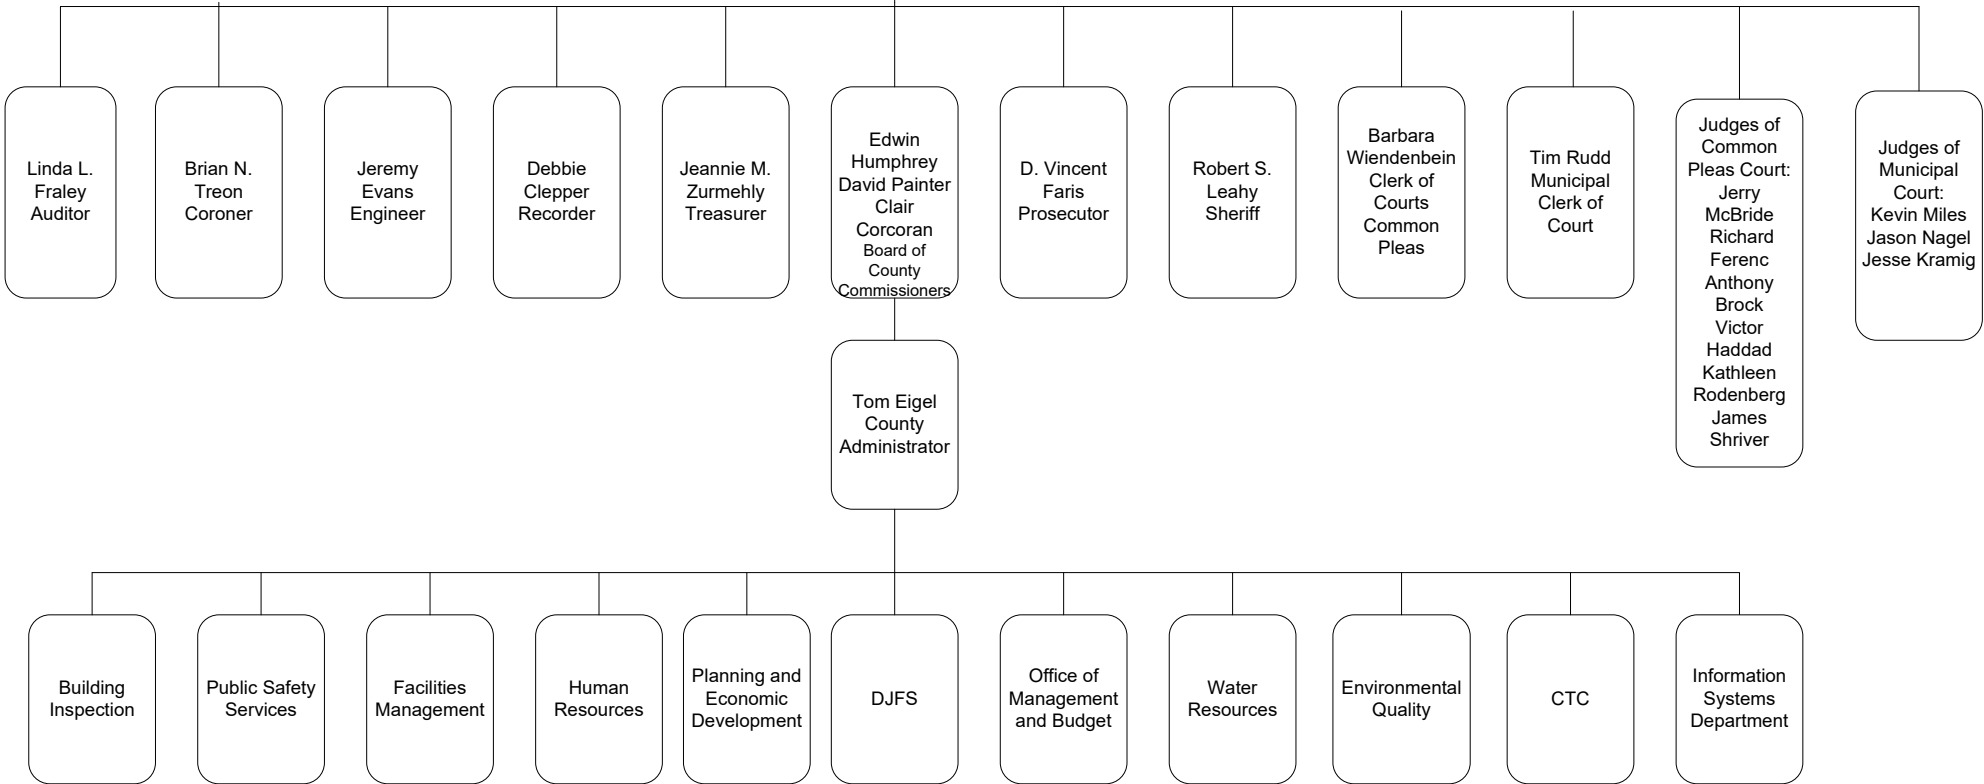 Linda L.
Fraley
Auditor
Brian N.
Treon
Coroner
Jeremy
Evans
Engineer
Debbie
Clepper
Recorder
Jeannie M.
Zurmehly
Treasurer
Edwin
Humphrey
David Painter
Clair
Corcoran
Board of
County
Commissioners
D. Vincent
Faris
Prosecutor
Robert S.
Leahy
Sheriff
Barbara
Wiendenbein
Clerk of
Courts
Common
Pleas
Tim Rudd
Municipal
Clerk of
Court
Judges of
Common
Pleas Court:
Jerry
McBride
Richard
Ferenc
Anthony
Brock
Victor
Haddad
Kathleen
Rodenberg
James
Shriver
Judges of
Municipal
Court:
Kevin Miles
Jason Nagel
Jesse Kramig
Tom Eigel
County
Administrator
Building
Inspection
Public Safety
Services
Facilities
Management
Human
Resources
Planning and
Economic
Development
DJFS
Office of
Management
and Budget
Water
Resources
Environmental
Quality
CTC
Information
Systems
Department